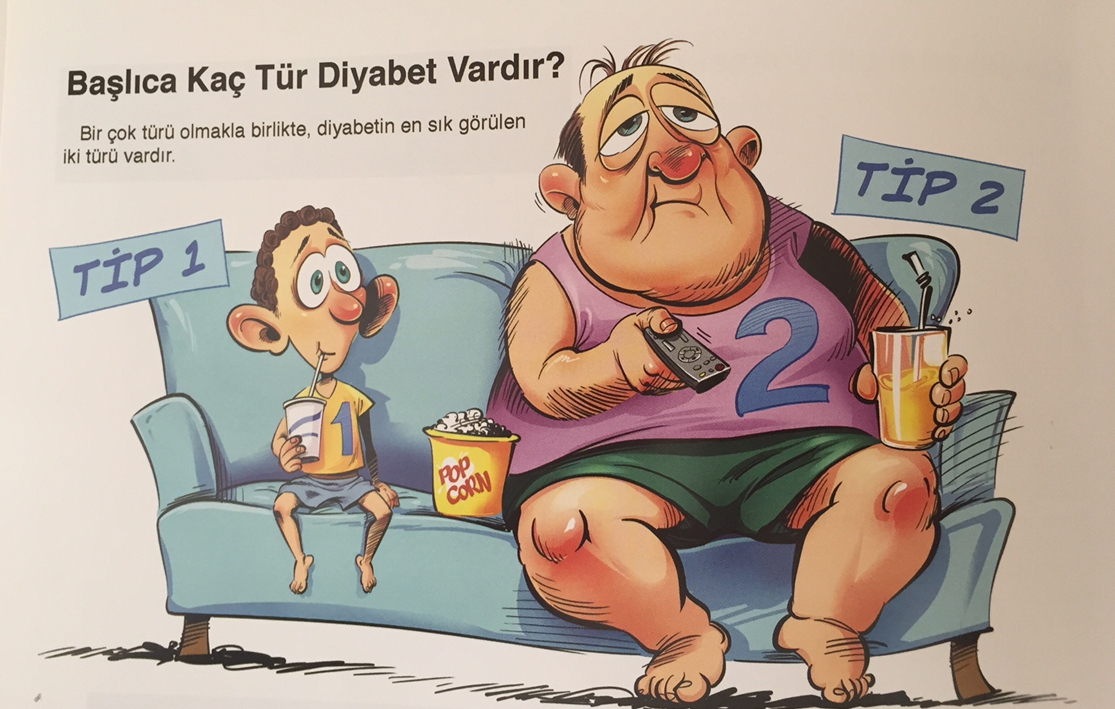 Başlıca Kaç Tür Diyabet Vardır?
Bir çok türü olmakla birlikte, diyabetin en sık görülen
iki türü vardır.
TİP 1
TİP 2
1
2
POP
CORN